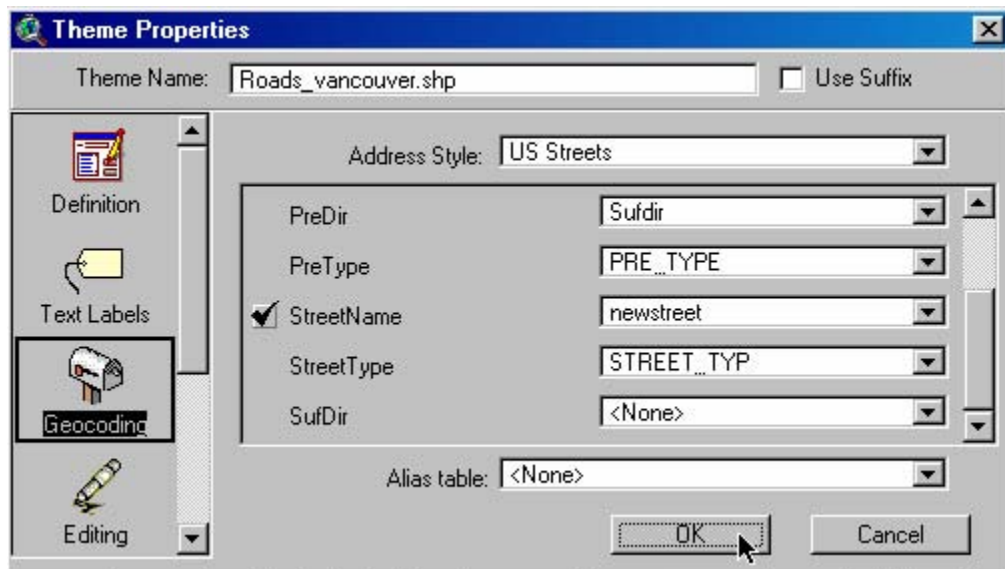 Theme Properties
Theme Name: Roads_vancouver.shp Use Suffix
Definition
Text Labels
Geocoding
Editing
Address Style: US Streets
PreDir Sufdir
PreType PRE_TYPE
StreetName newstreet
StreetType STREET_TYP
SufDir <None>
Alias table: <None>
OK Cancel